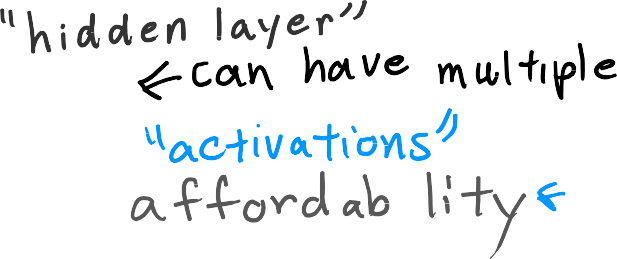 "hidden layer"
← can have multiple
"activations"
affordab lity ←